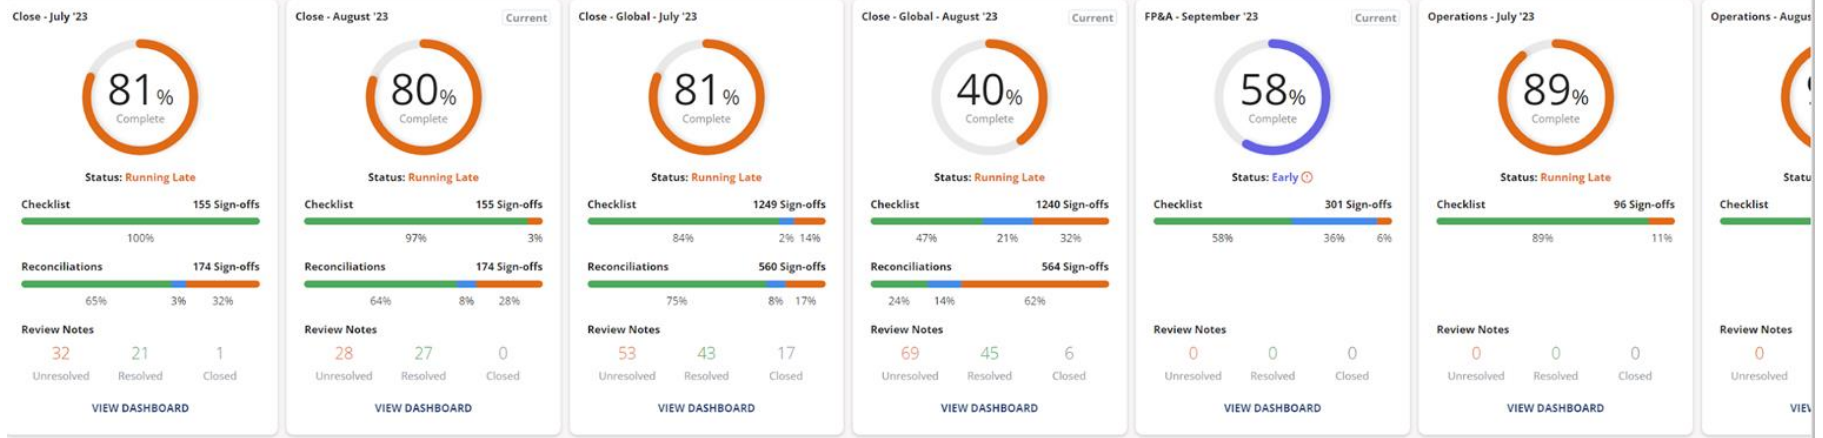 Close - July '23
81%
Complete
Status: Running Late
Checklist 155 Sign-offs
100%
Reconciliations 174 Sign-offs
65% 3% 32%
Review Notes
32 21 1
Unresolved Resolved Closed
VIEW DASHBOARD
Close - August '23 Current
80%
Complete
Status: Running Late
Checklist 155 Sign-offs
97% 3%
Reconciliations 174 Sign-offs
64% 8% 28%
Review Notes
28 27 0
Unresolved Resolved Closed
VIEW DASHBOARD
Close - Global - July '23
81%
Complete
Status: Running Late
Checklist 1249 Sign-offs
84% 2% 14%
Reconciliations 560 Sign-offs
75% 8% 17%
Review Notes
53 43 17
Unresolved Resolved Closed
VIEW DASHBOARD
Close - Global - August '23 Current
40%
Complete
Status: Running Late
Checklist 1240 Sign-offs
47% 21% 32%
Reconciliations 564 Sign-offs
24% 14% 62%
Review Notes
69 45 6
Unresolved Resolved Closed
VIEW DASHBOARD
FP&A - September '23 Current
58%
Complete
Status: Early
Checklist 301 Sign-offs
58% 36% 6%
Review Notes
0 0 0
Unresolved Resolved Closed
VIEW DASHBOARD
Operations - July '23
89%
Complete
Status: Running Late
Checklist 96 Sign-offs
89% 11%
Review Notes
0 0 0
Unresolved Resolved Closed
VIEW DASHBOARD
Operations - Augus
Statu
Checklist
Review Notes
0
Unresolved
VIE